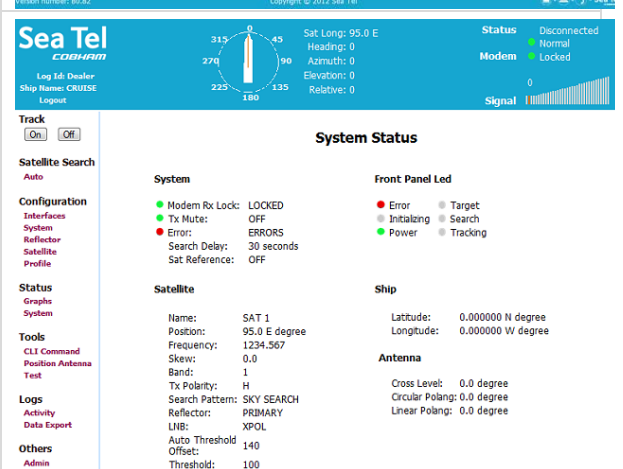 Version number: 80.82
Copyright © 2012 Sea Tel
Sea Tel
COBHAM
Log Id: Dealer
Ship Name: CRUISE
Logout
0
315
45
270
90
225
135
180
Sat Long: 95.0 E
Heading: 0
Azimuth: 0
Elevation: 0
Relative: 0
Status Disconnected
Normal
Modem Locked
0
Signal
Track
On Off
Satellite Search
Auto
Configuration
Interfaces
System
Reflector
Satellite
Profile
Status
Graphs
System
Tools
CLI Command
Position Antenna
Test
Logs
Activity
Data Export
Others
Admin
System Status
System
Modem Rx Lock: LOCKED
Tx Mute: OFF
Error: ERRORS
Search Delay: 30 seconds
Sat Reference: OFF
Front Panel Led
Error Target
Initializing Search
Power Tracking
Satellite
Name: SAT 1
Position: 95.0 E degree
Frequency: 1234.567
Skew: 0.0
Band: 1
Tx Polarity: H
Search Pattern: SKY SEARCH
Reflector: PRIMARY
LNB: XPOL
Auto Threshold Offset: 140
Threshold: 100
Ship
Latitude: 0.000000 N degree
Longitude: 0.000000 W degree
Antenna
Cross Level: 0.0 degree
Circular Polang: 0.0 degree
Linear Polang: 0.0 degree